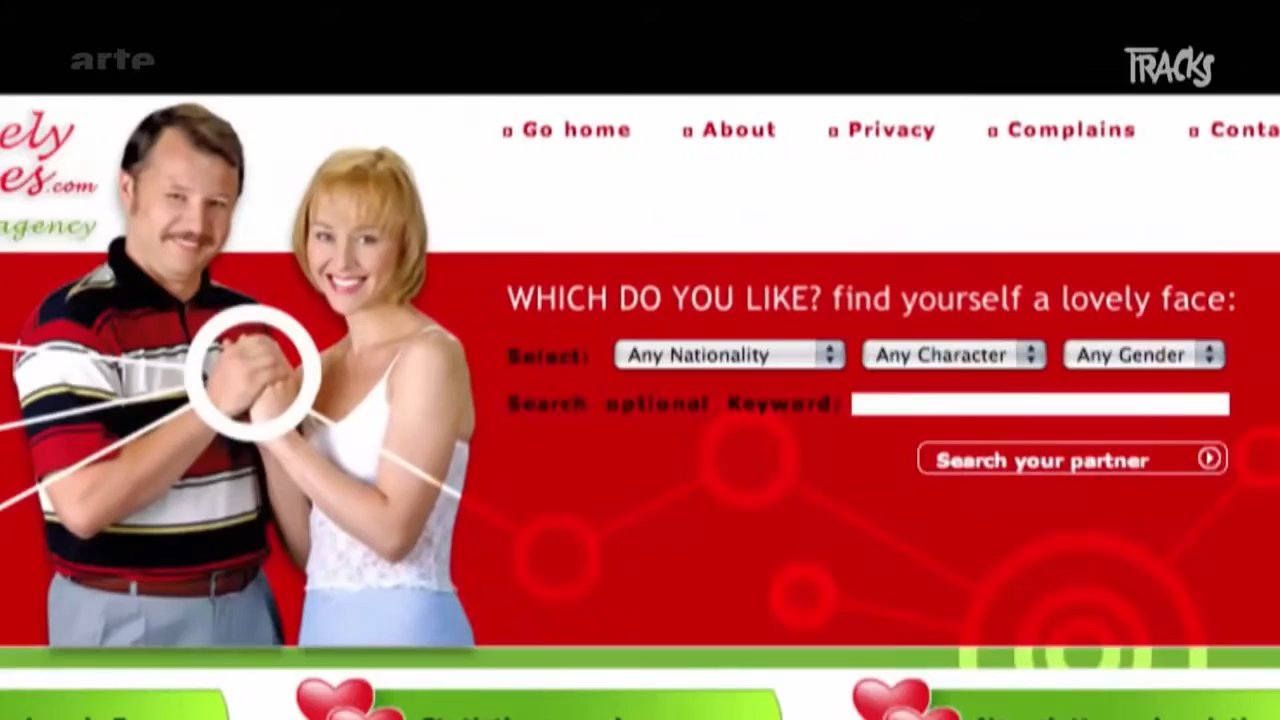 arte
TRACKS
ely
es.com
agency
Go home
About
Privacy
Complains
Conta
WHICH DO YOU LIKE? find yourself a lovely face:
Select:
Any Nationality
Any Character
Any Gender
Search optional Keyword:
Search your partner